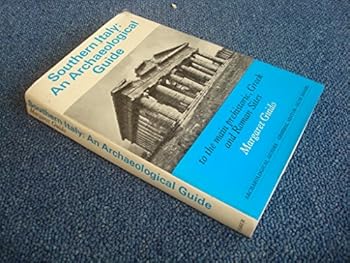 Southern Italy:
An Archaeological
Guide
to the main prehistoric, Greek
and Roman Sites
Margaret Guido
Southern Italy: An Archaeological Guide